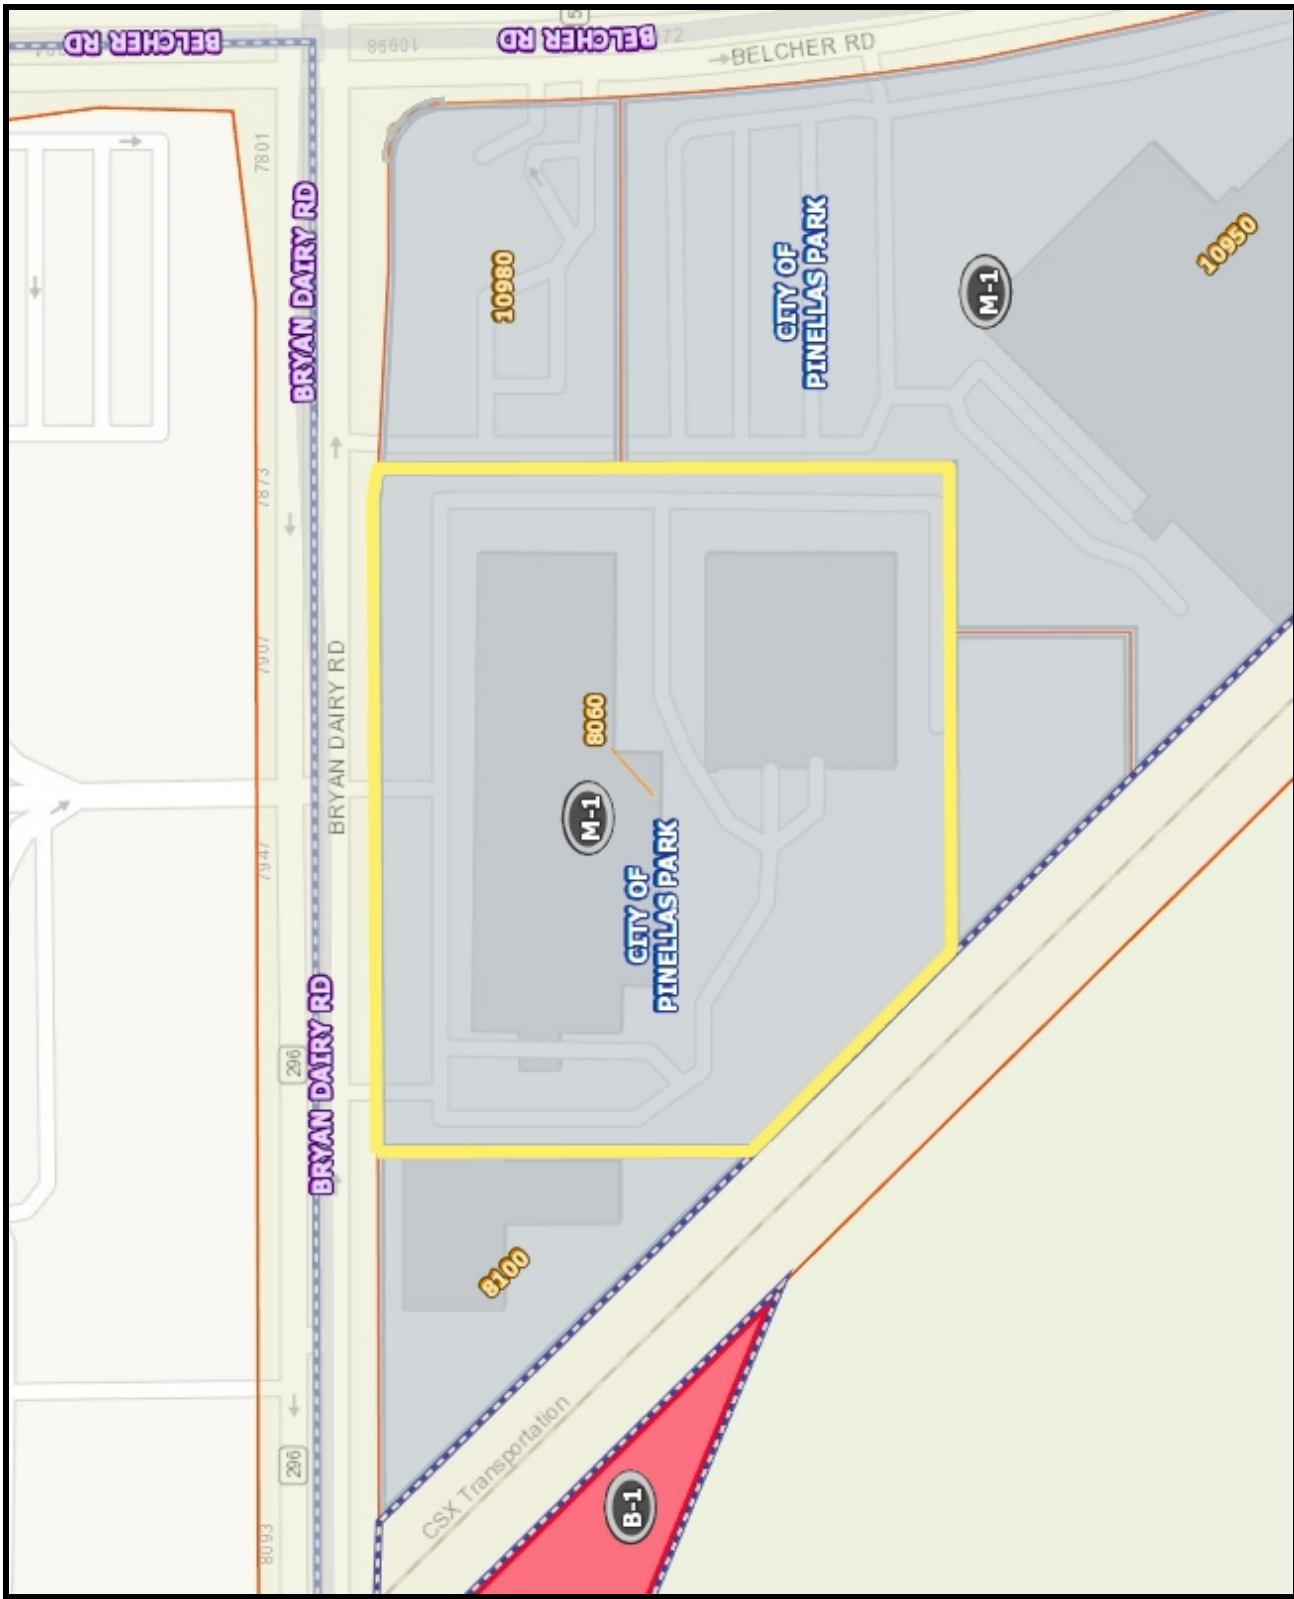 BELCHER RD
10998
BELCHER RD
BELCHER RD
7801
BRYAN DAIRY RD
10980
CITY OF
PINELLAS PARK
M-1
10950
7873
7907
BRYAN DAIRY RD
8060
M-1
7947
CITY OF
PINELLAS PARK
296
BRYAN DAIRY RD
8100
CSX Transportation
296
B-1
8093